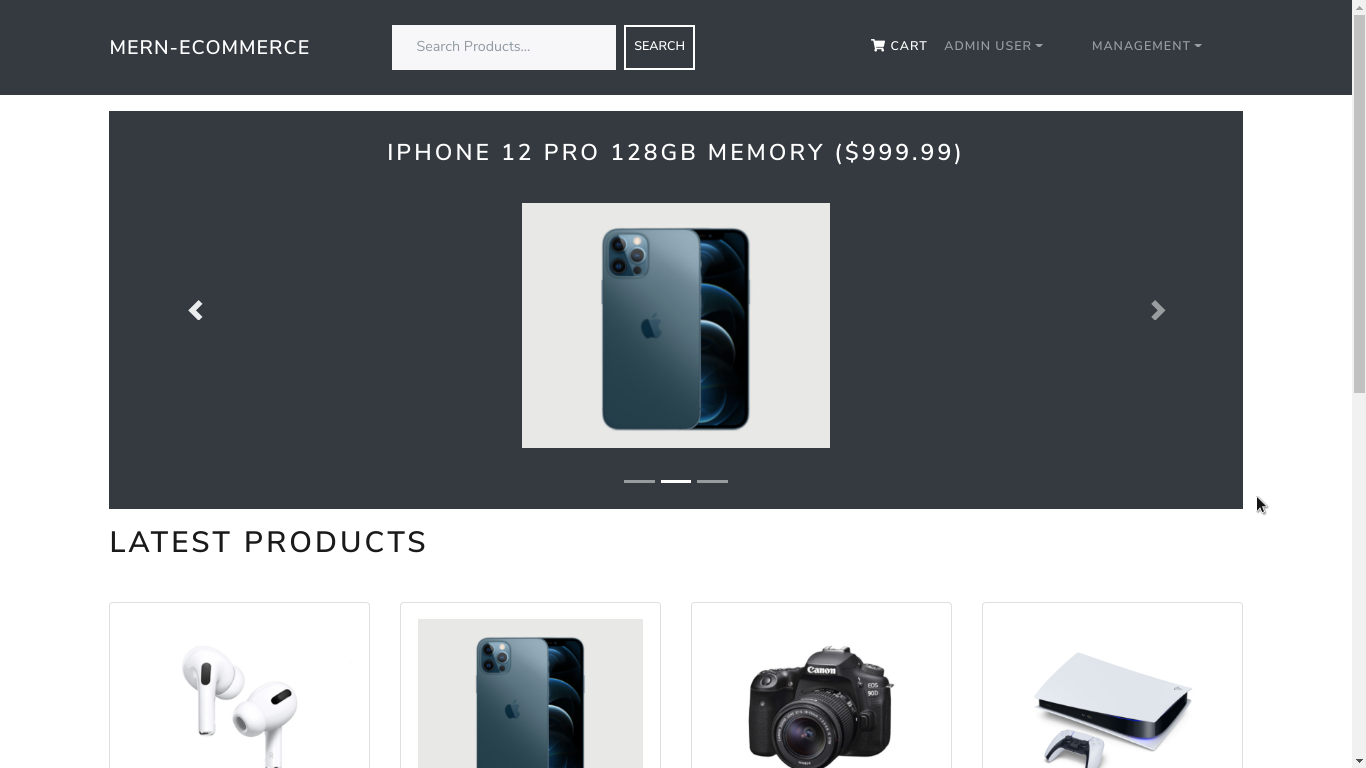 MERN-ECOMMERCE
Search Products...
SEARCH
CART
ADMIN USER
MANAGEMENT
IPHONE 12 PRO 128GB MEMORY ($999.99)
LATEST PRODUCTS
Canon
EOS
90D